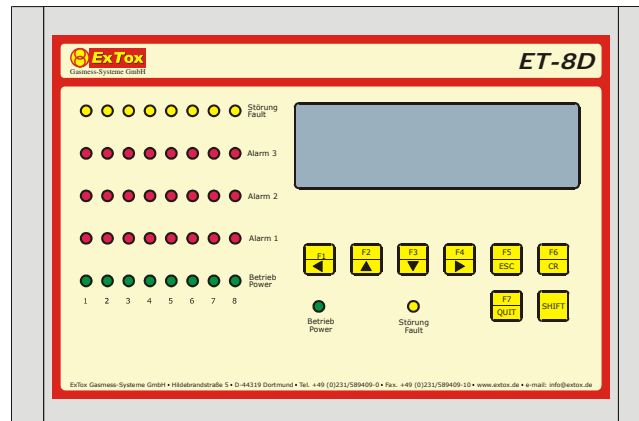 ExTox
Gasmess-Systeme GmbH
ET-8D
Störung
Fault
Alarm 3
Alarm 2
Alarm 1
Betrieb
Power
1 2 3 4 5 6 7 8
F1 F2 F3 F4 F5 F6
ESC CR
F7
QUIT SHIFT
Betrieb
Power
Störung
Fault
ExTox Gasmess-Systeme GmbH • Hildebrandstraße 5 • D-44319 Dortmund • Tel. +49 (0)231/589409-0 • Fax. +49 (0)231/589409-10 • www.extox.de • e-mail: info@extox.de